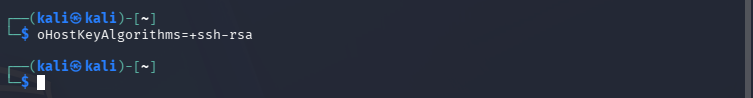 ┌──(kali㉿kali)-[~]
└─$ oHostKeyAlgorithms=+ssh-rsa
┌──(kali㉿kali)-[~]
└─$